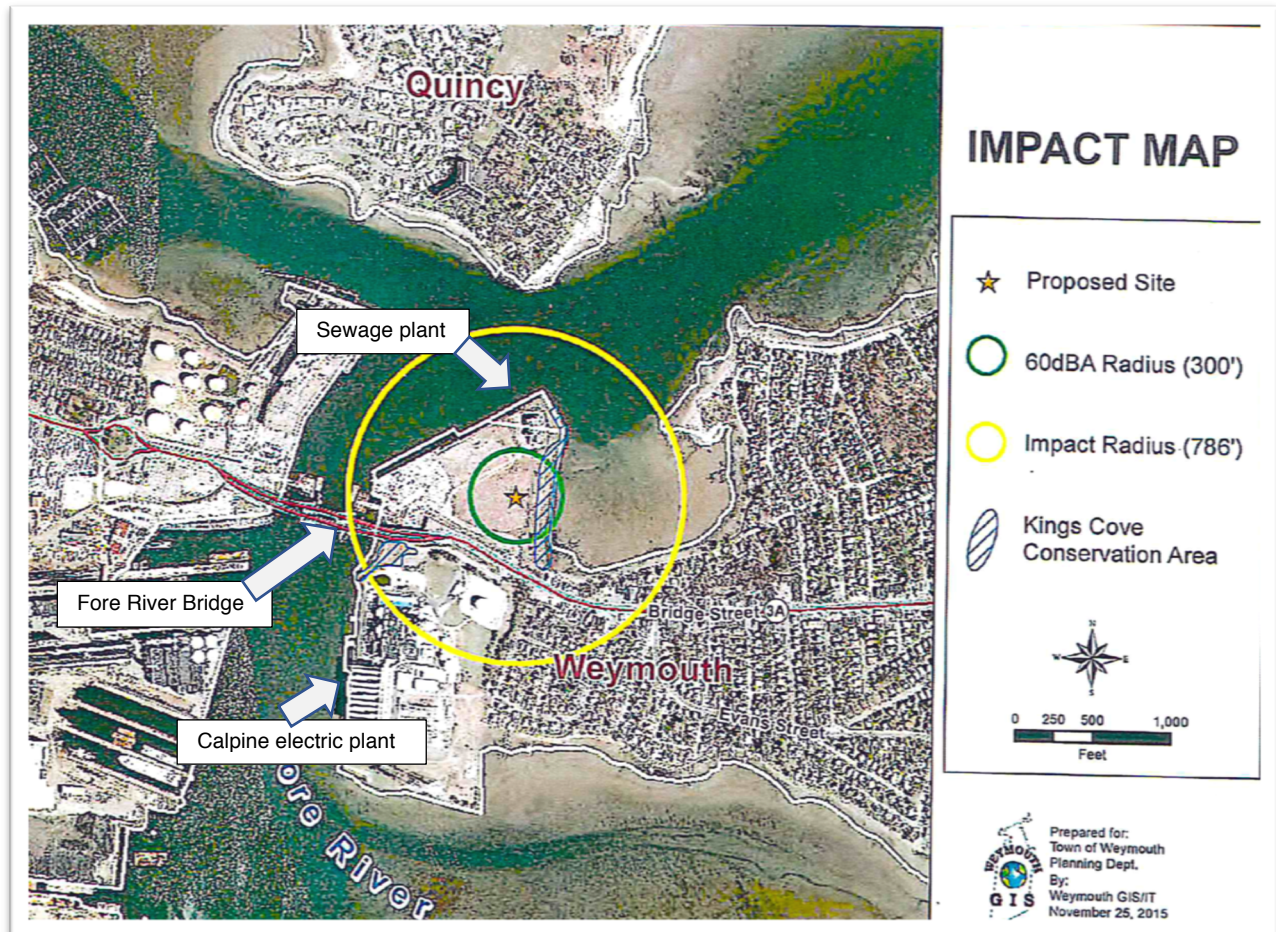 Quincy
Sewage plant
Fore River Bridge
Bridge Street 3A
Weymouth
Evans Street
Calpine electric plant
ore River
IMPACT MAP
Proposed Site
60dBA Radius (300')
Impact Radius (786')
Kings Cove
Conservation Area
N
W
E
S
0 250 500 1,000
Feet
WEYMOUTH
GIS
Prepared for:
Town of Weymouth
Planning Dept.
By:
Weymouth GIS/IT
November 25, 2015